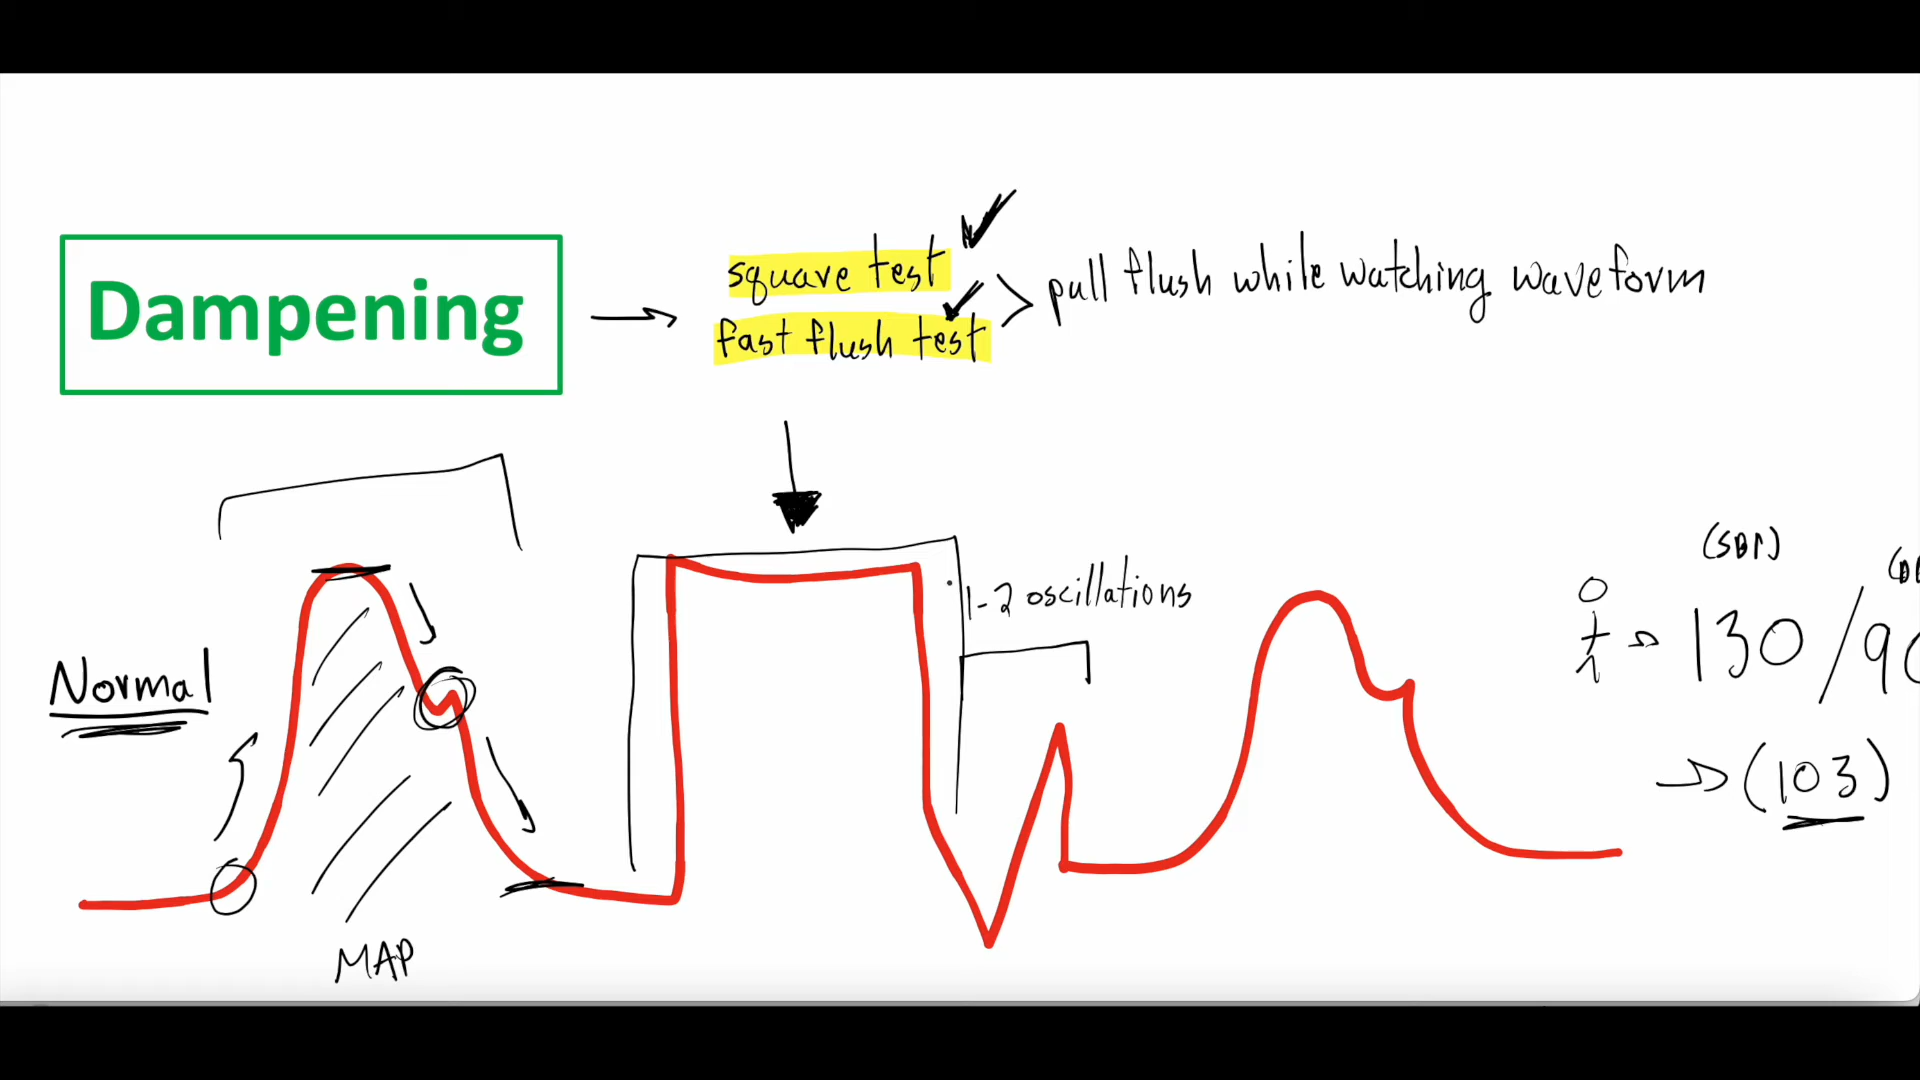 Dampening
square test
fast flush test
pull flush while watching waveform
1-2 oscillations
Normal
MAP
(SBP)
130/90
(103)